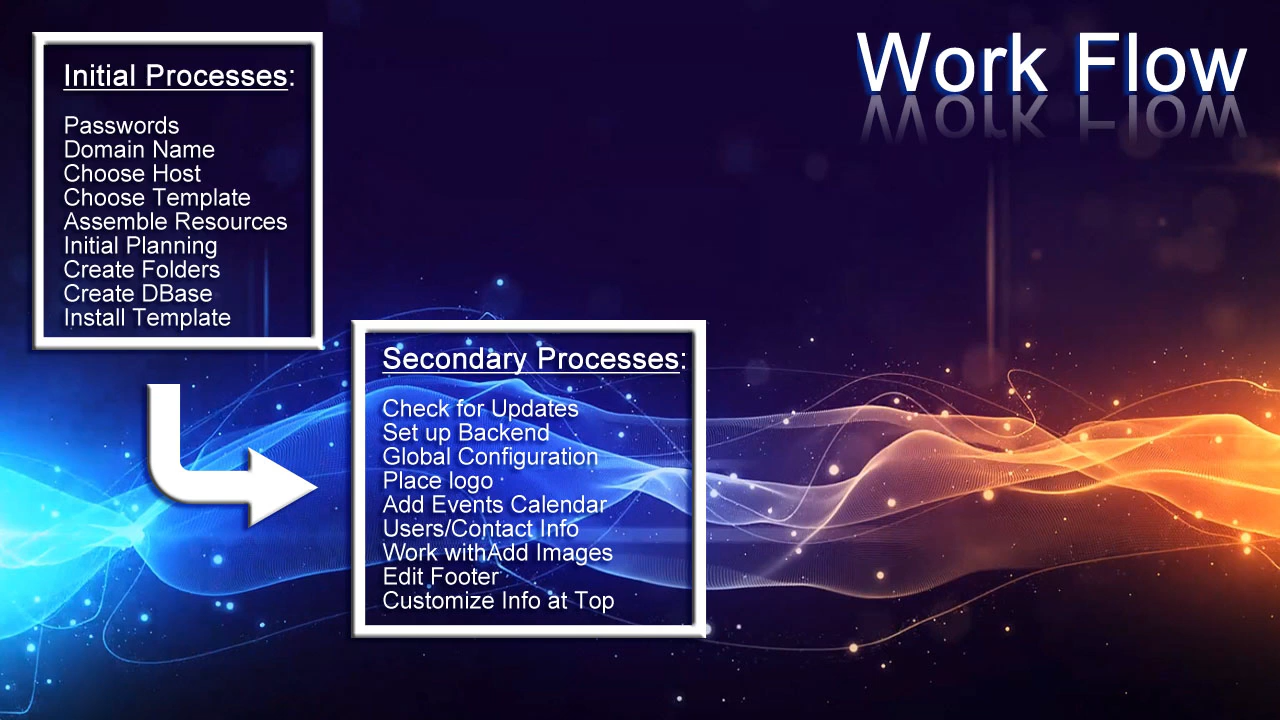 Work Flow
Initial Processes:
Passwords
Domain Name
Choose Host
Choose Template
Assemble Resources
Initial Planning
Create Folders
Create DBase
Install Template
Secondary Processes:
Check for Updates
Set up Backend
Global Configuration
Place logo
Add Events Calendar
Users/Contact Info
Work withAdd Images
Edit Footer
Customize Info at Top